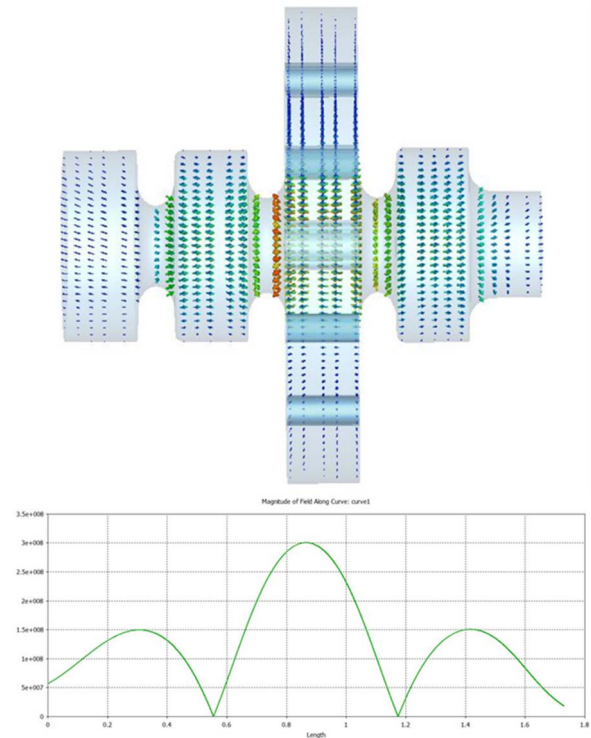 Magnitude of Field Along Curve: curve1
3.5e+008
3e+008
2.5e+008
2e+008
1.5e+008
1e+008
5e+007
0
0 0.2 0.4 0.6 0.8 1 1.2 1.4 1.6 1.8
Length